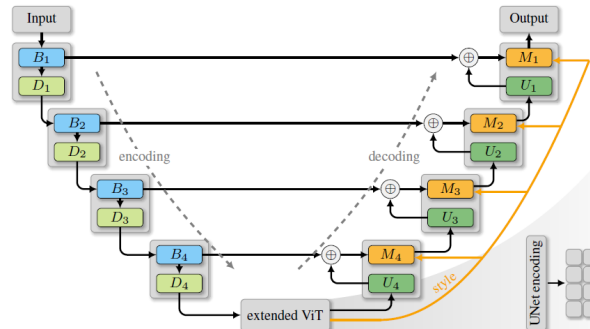 Input
Output
B₁
⊕
M₁
D₁
U₁
B₂
⊕
M₂
D₂
U₂
encoding
decoding
B₃
⊕
M₃
D₃
U₃
B₄
⊕
M₄
D₄
U₄
style
extended ViT
UNet encoding